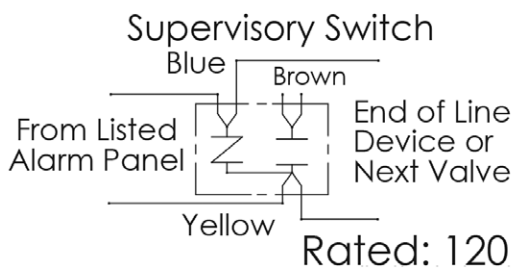 Supervisory Switch
Blue
Brown
From Listed
Alarm Panel
End of Line
Device or
Next Valve
Yellow
Rated: 120